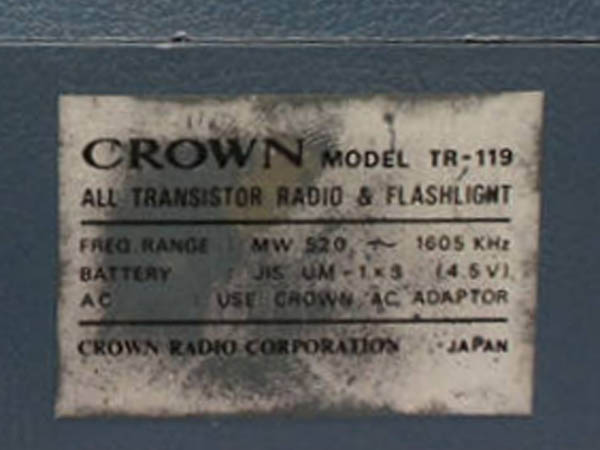 CROWN MODEL TR-119
ALL TRANSISTOR RADIO & FLASHLIGHT
FREQ. RANGE : MW 520 ~ 1605 KHz
BATTERY : JIS UM-1×3 (4.5V)
AC : USE CROWN AC ADAPTOR
CROWN RADIO CORPORATION JAPAN